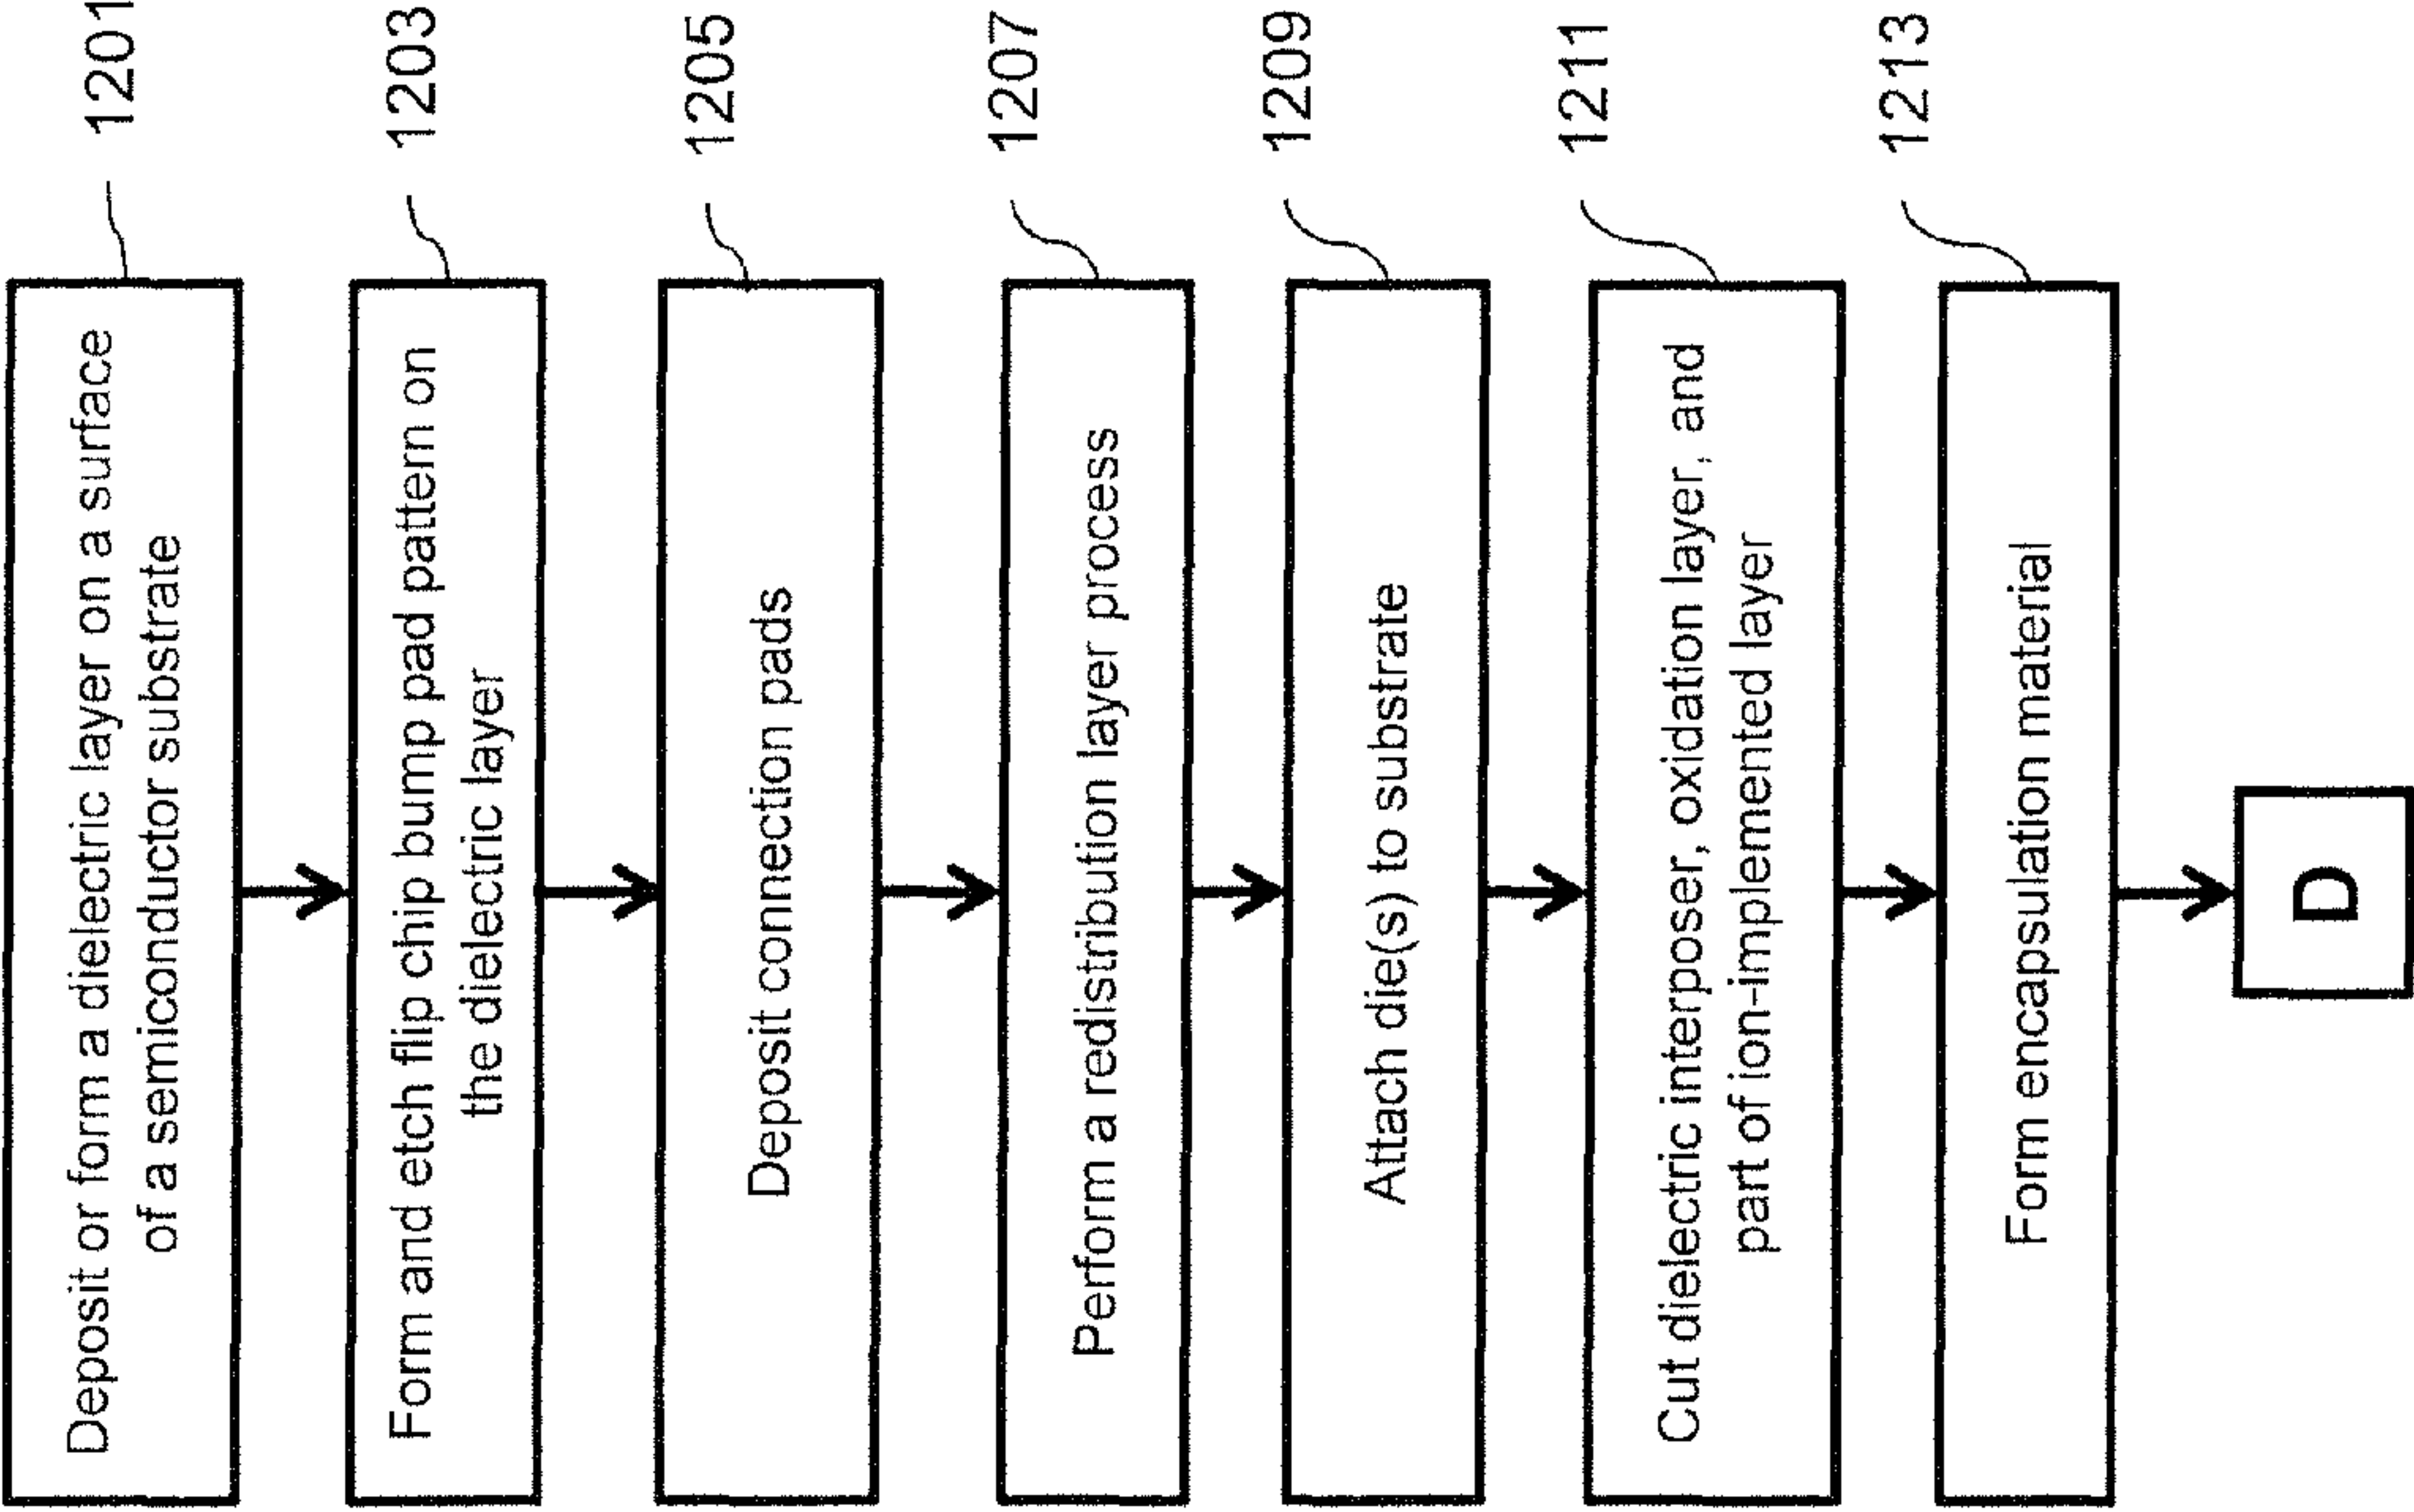 Deposit or form a dielectric layer on a surface
of a semiconductor substrate
1201
Form and etch flip chip bump pad pattern on
the dielectric layer
1203
Deposit connection pads
1205
Perform a redistribution layer process
1207
Attach die(s) to substrate
1209
Cut dielectric interposer, oxidation layer, and
part of ion-implemented layer
1211
Form encapsulation material
1213
D